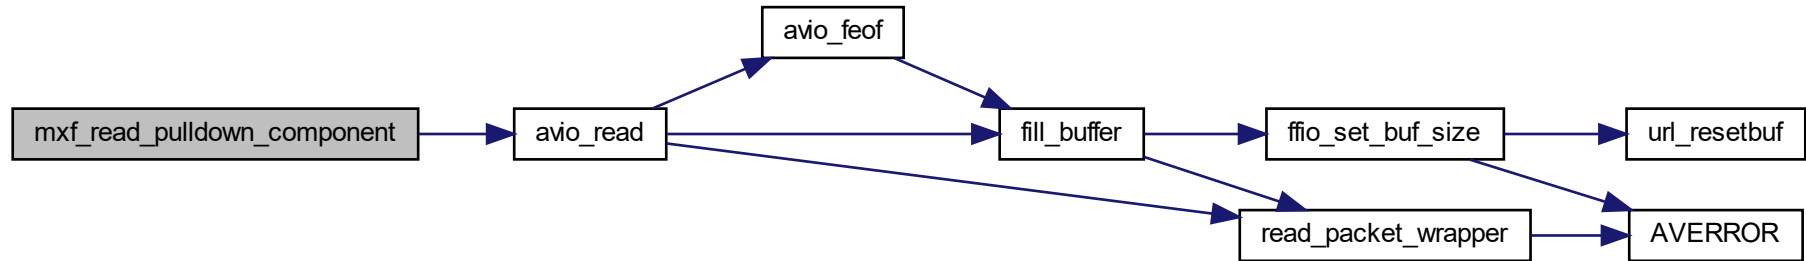 avio_feof
mxf_read_pulldown_component
avio_read
fill_buffer
ffio_set_buf_size
url_resetbuf
read_packet_wrapper
AVERROR